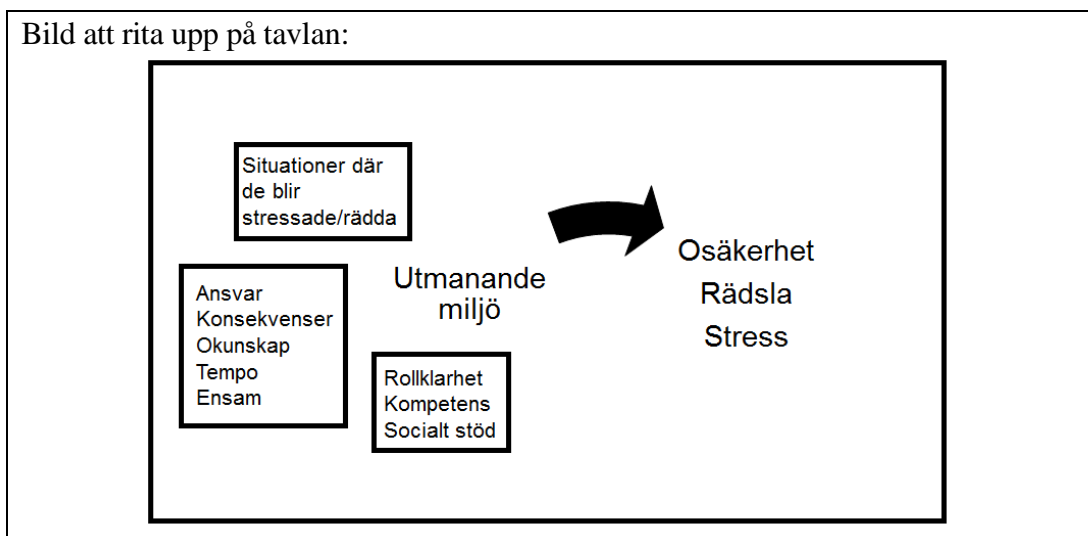 Bild att rita upp på tavlan:
Situationer där
de blir
stressade/rädda
Ansvar
Konsekvenser
Okunskap
Tempo
Ensam
Utmanande
miljö
Rollklarhet
Kompetens
Socialt stöd
Osäkerhet
Rädsla
Stress